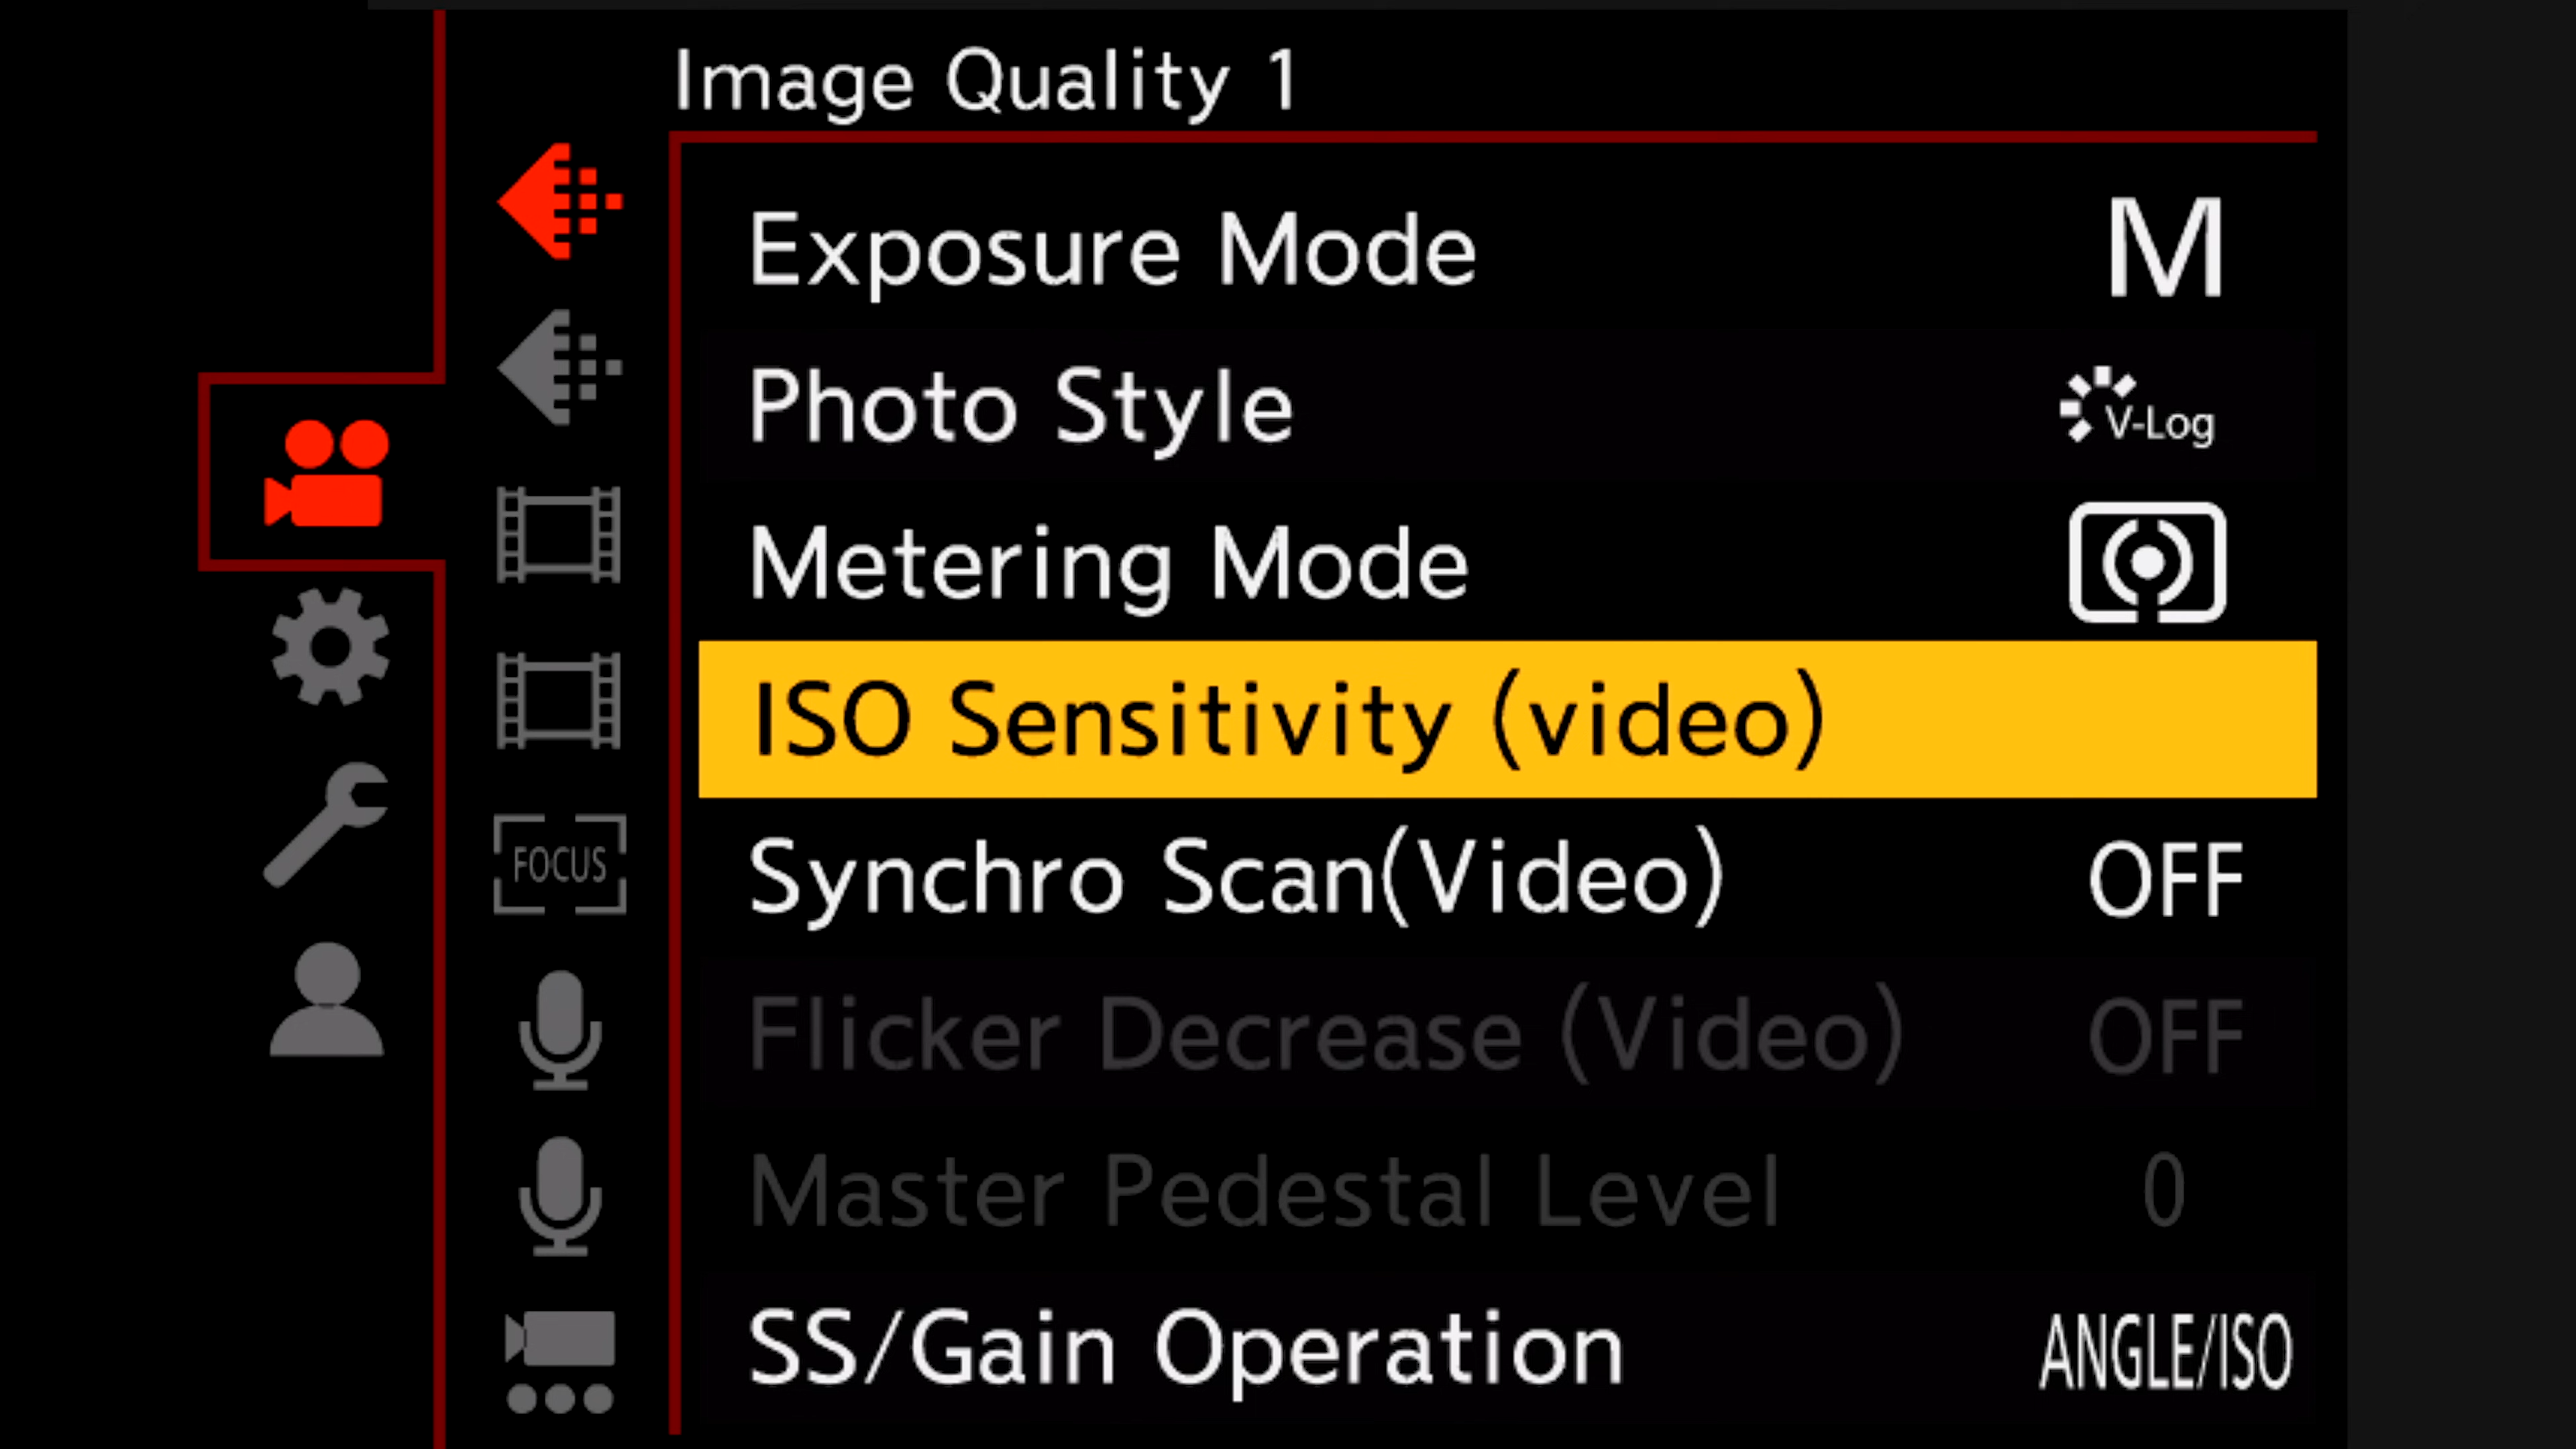 Image Quality 1
Exposure Mode M
Photo Style V-Log
Metering Mode
ISO Sensitivity (video)
Synchro Scan(Video) OFF
FOCUS
Flicker Decrease (Video) OFF
Master Pedestal Level 0
SS/Gain Operation ANGLE/ISO